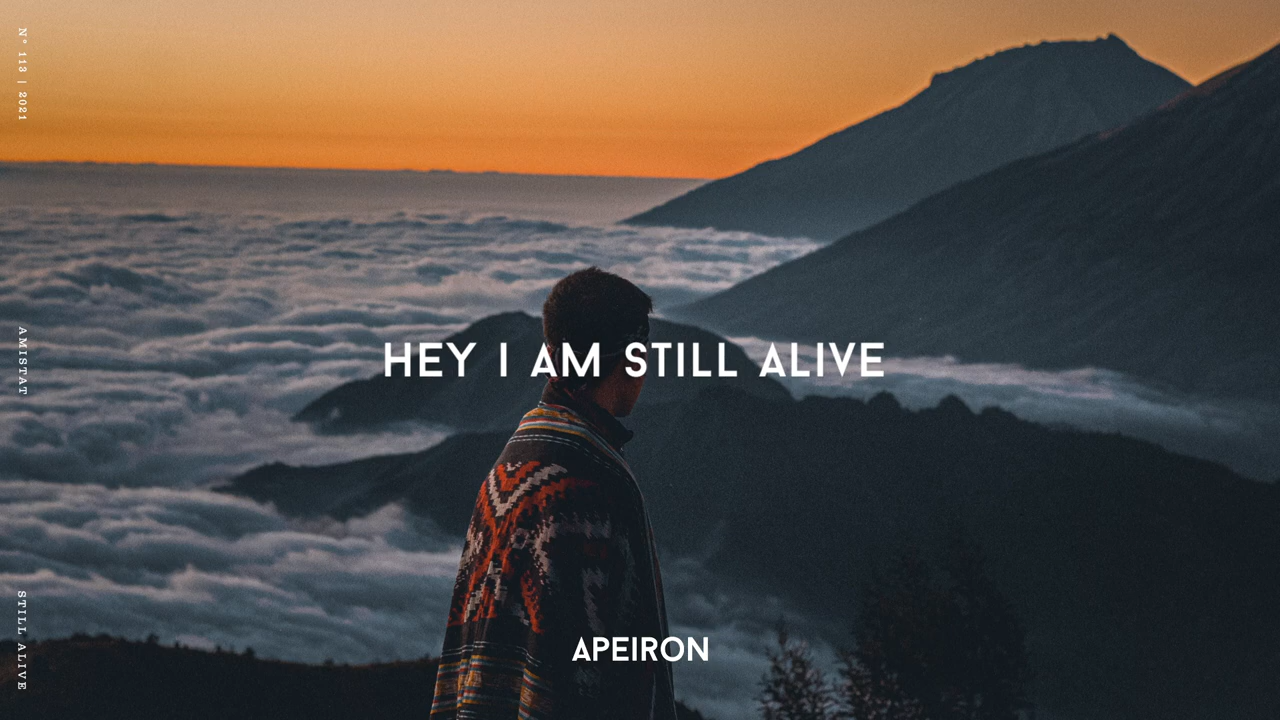 N° 113 | 2021
AMISTAT
STILL ALIVE
HEY I AM STILL ALIVE
APEIRON